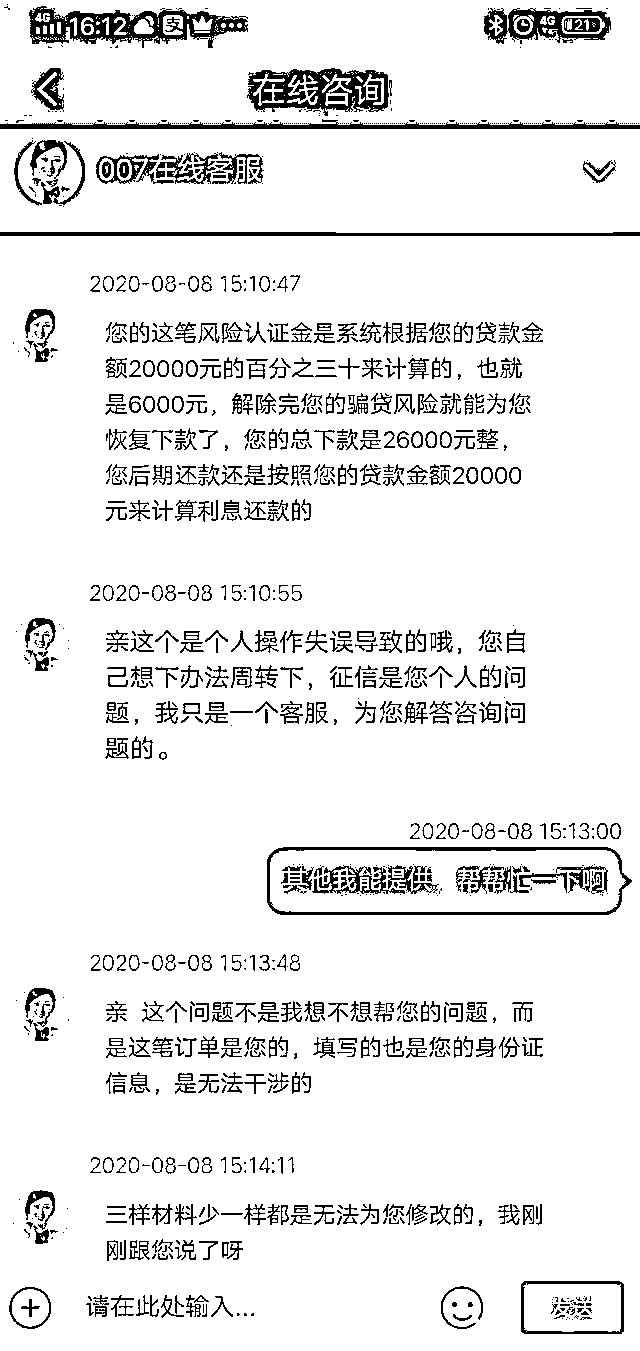 4G 16:12 支 4G 21
在线咨询
007在线客服
2020-08-08 15:10:47
您的这笔风险认证金是系统根据您的贷款金
额20000元的百分之三十来计算的，也就
是6000元，解除完您的骗贷风险就能为您
恢复下款了，您的总下款是26000元整，
您后期还款还是按照您的贷款金额20000
元来计算利息还款的
2020-08-08 15:10:55
亲这个是个人操作失误导致的哦，您自
己想下办法周转下，征信是您个人的问
题，我只是一个客服，为您解答咨询问
题的。
2020-08-08 15:13:00
其他我能提供，帮帮忙一下啊
2020-08-08 15:13:48
亲 这个问题不是我想不想帮您的问题，而
是这笔订单是您的，填写的也是您的身份证
信息，是无法干涉的
2020-08-08 15:14:11
三样材料少一样都是无法为您修改的，我刚
刚跟您说了呀
请在此处输入...
发送